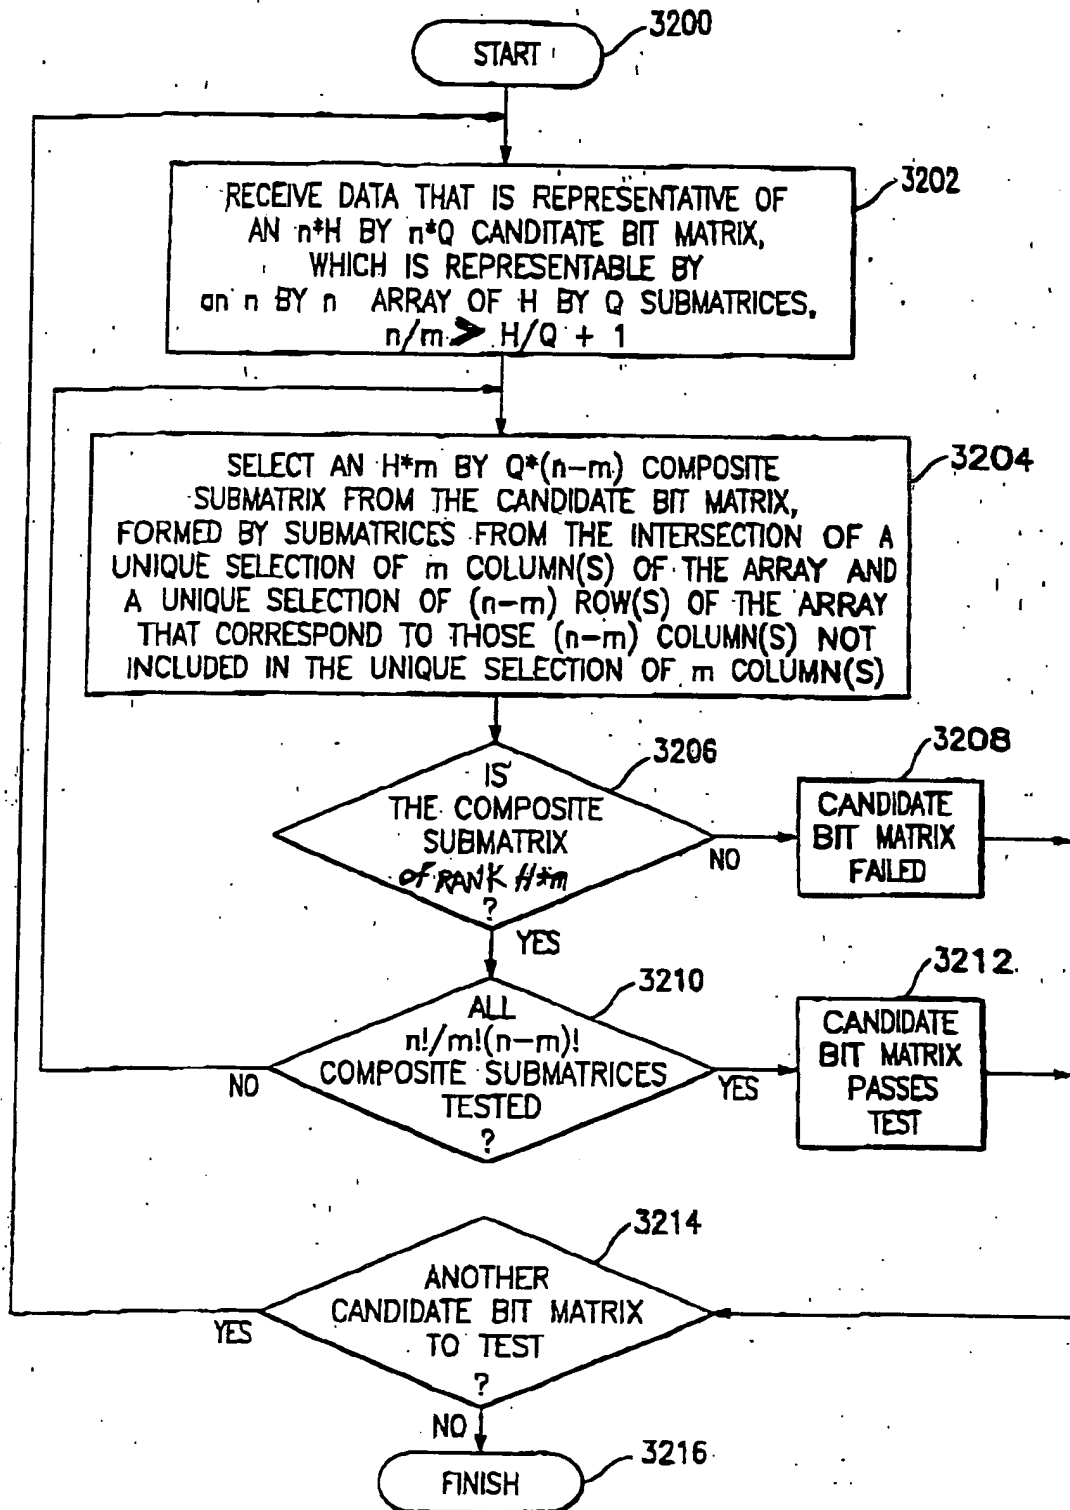 START
3200
3202
RECEIVE DATA THAT IS REPRESENTATIVE OF
AN n*H BY n*Q CANDITATE BIT MATRIX,
WHICH IS REPRESENTABLE BY
an n BY n ARRAY OF H BY Q SUBMATRICES.
n/m > H/Q + 1
3204
SELECT AN H*m BY Q*(n-m) COMPOSITE
SUBMATRIX FROM THE CANDIDATE BIT MATRIX,
FORMED BY SUBMATRICES FROM THE INTERSECTION OF A
UNIQUE SELECTION OF m COLUMN(S) OF THE ARRAY AND
A UNIQUE SELECTION OF (n-m) ROW(S) OF THE ARRAY
THAT CORRESPOND TO THOSE (n-m) COLUMN(S) NOT
INCLUDED IN THE UNIQUE SELECTION OF m COLUMN(S)
3206
IS
THE COMPOSITE
SUBMATRIX
of RANK H*m
?
NO
YES
3208
CANDIDATE
BIT MATRIX
FAILED
3210
ALL
n!/m!(n-m)!
COMPOSITE SUBMATRICES
TESTED
?
NO
YES
3212
CANDIDATE
BIT MATRIX
PASSES
TEST
3214
ANOTHER
CANDIDATE BIT MATRIX
TO TEST
?
YES
NO
3216
FINISH